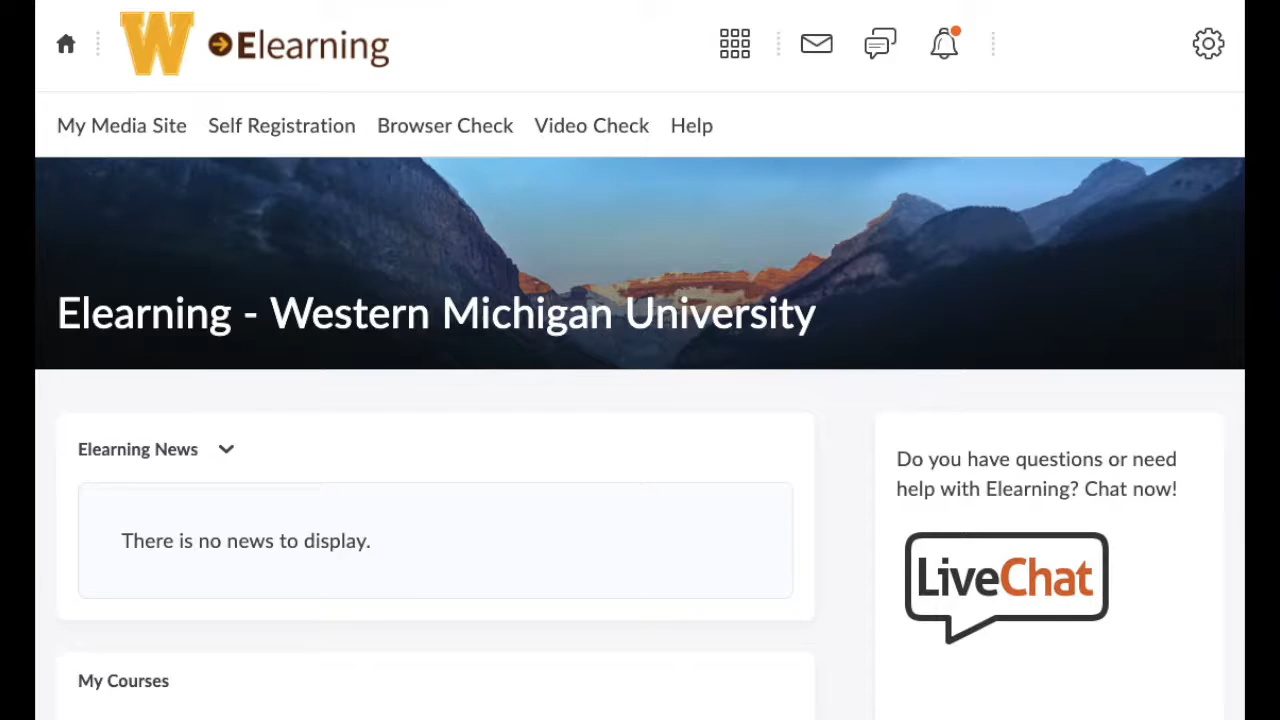 W Elearning
My Media Site Self Registration Browser Check Video Check Help
Elearning - Western Michigan University
Elearning News
There is no news to display.
My Courses
Do you have questions or need
help with Elearning? Chat now!
LiveChat